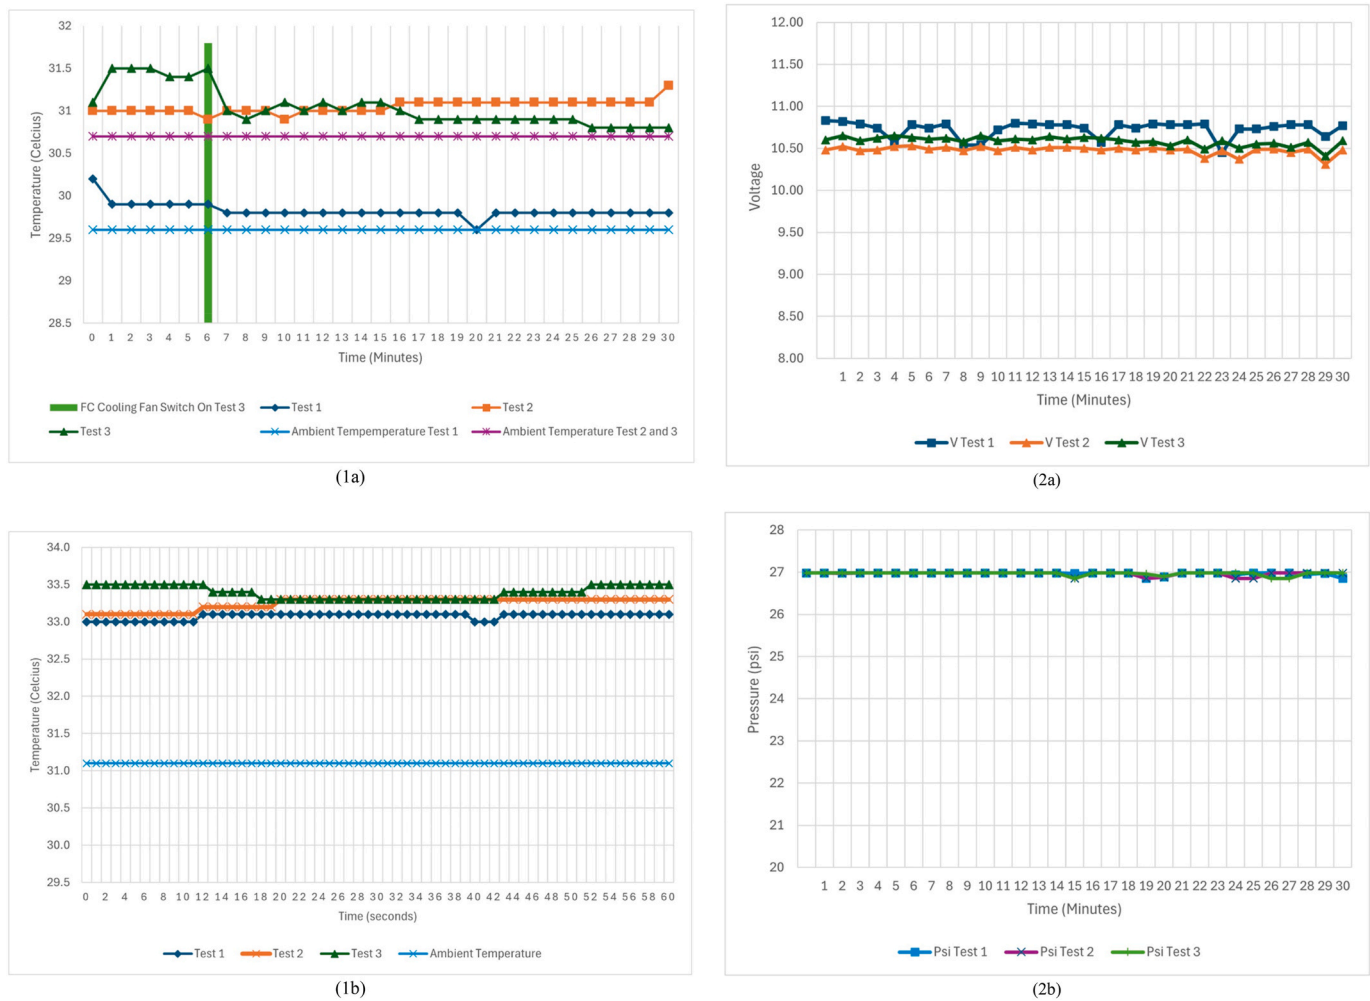 32
31.5
31
30.5
30
29.5
29
28.5
Temperature (Celcius)
0 1 2 3 4 5 6 7 8 9 10 11 12 13 14 15 16 17 18 19 20 21 22 23 24 25 26 27 28 29 30
Time (Minutes)
FC Cooling Fan Switch On Test 3 Test 1 Test 2
Test 3 Ambient Tempemperature Test 1 Ambient Temperature Test 2 and 3
(1a)
12.00
11.50
11.00
10.50
10.00
9.50
9.00
8.50
8.00
Voltage
1 2 3 4 5 6 7 8 9 10 11 12 13 14 15 16 17 18 19 20 21 22 23 24 25 26 27 28 29 30
Time (Minutes)
V Test 1 V Test 2 V Test 3
(2a)
34.0
33.5
33.0
32.5
32.0
31.5
31.1
30.5
30.0
29.5
Temperature (Celcius)
0 2 4 6 8 10 12 14 16 18 20 22 24 26 28 30 32 34 36 38 40 42 44 46 48 50 52 54 56 58 60
Time (seconds)
Test 1 Test 2 Test 3 Ambient Temperature
(1b)
28
27
26
25
24
23
22
21
20
Pressure (psi)
1 2 3 4 5 6 7 8 9 10 11 12 13 14 15 16 17 18 19 20 21 22 23 24 25 26 27 28 29 30
Time (Minutes)
Psi Test 1 Psi Test 2 Psi Test 3
(2b)